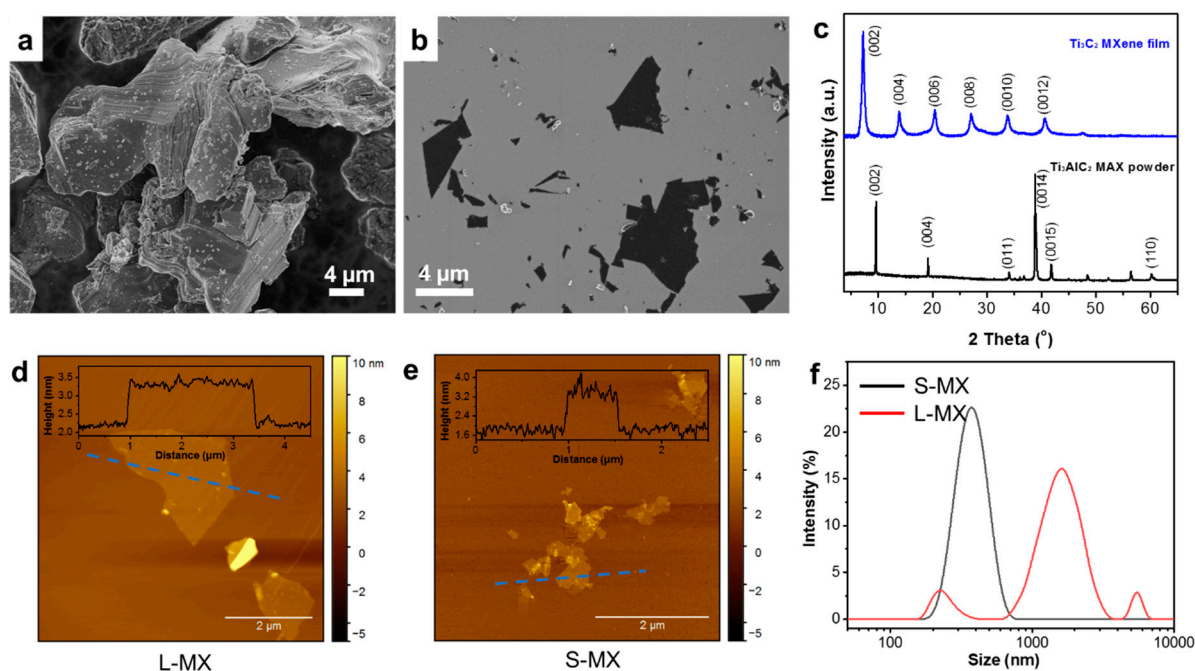 a
4 μm
b
4 μm
c
Ti₃C₂ MXene film
(002)
(004)
(006)
(008)
(0010)
(0012)
Ti₃AlC₂ MAX powder
(002)
(004)
(011)
(0014)
(0015)
(110)
Intensity (a.u.)
10 20 30 40 50 60
2 Theta (°)
d
Height (nm)
3.5
3.0
2.5
2.0
0 2 4
Distance (μm)
2 μm
10 nm
8
6
4
2
0
−2
−5
L-MX
e
Height (nm)
4.0
3.2
2.4
1.6
0 1 2
Distance (μm)
2 μm
10 nm
8
6
4
2
0
−2
−5
S-MX
f
S-MX
L-MX
Intensity (%)
25
20
15
10
5
0
100 1000 10000
Size (nm)